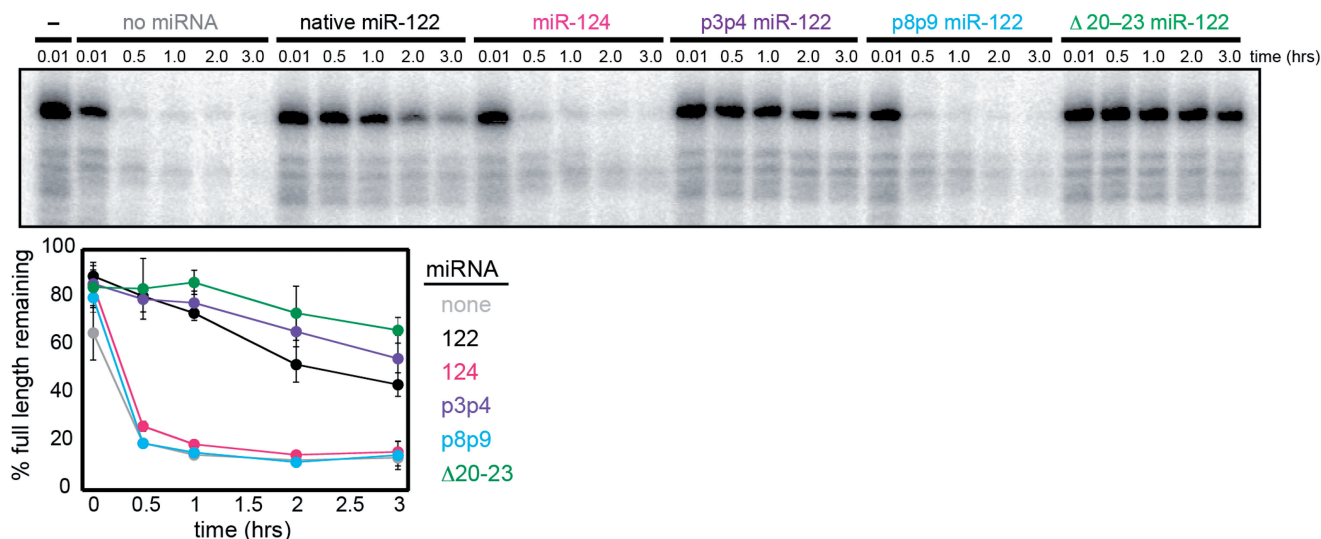 – no miRNA native miR-122 miR-124 p3p4 miR-122 p8p9 miR-122 Δ 20–23 miR-122
0.01 0.01 0.5 1.0 2.0 3.0 0.01 0.5 1.0 2.0 3.0 0.01 0.5 1.0 2.0 3.0 0.01 0.5 1.0 2.0 3.0 0.01 0.5 1.0 2.0 3.0 0.01 0.5 1.0 2.0 3.0 time (hrs)
% full length remaining
100
80
60
40
20
0
0 0.5 1 1.5 2 2.5 3
time (hrs)
miRNA
none
122
124
p3p4
p8p9
Δ20-23